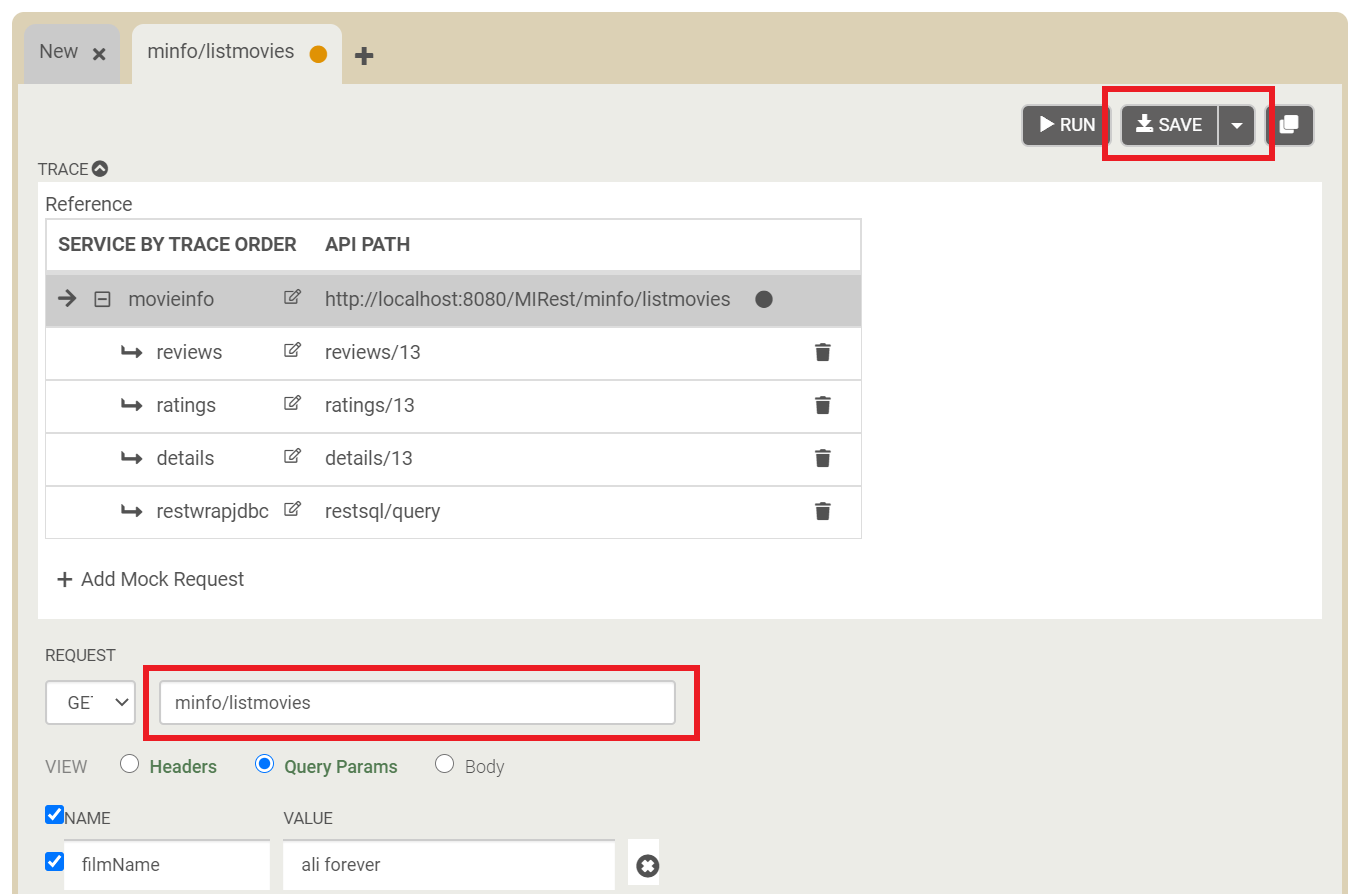 New
minfo/listmovies
RUN
SAVE
TRACE
Reference
SERVICE BY TRACE ORDER API PATH
movieinfo http://localhost:8080/MIRest/minfo/listmovies
reviews reviews/13
ratings ratings/13
details details/13
restwrapjdbc restsql/query
Add Mock Request
REQUEST
GET minfo/listmovies
VIEW Headers Query Params Body
NAME VALUE
filmName ali forever